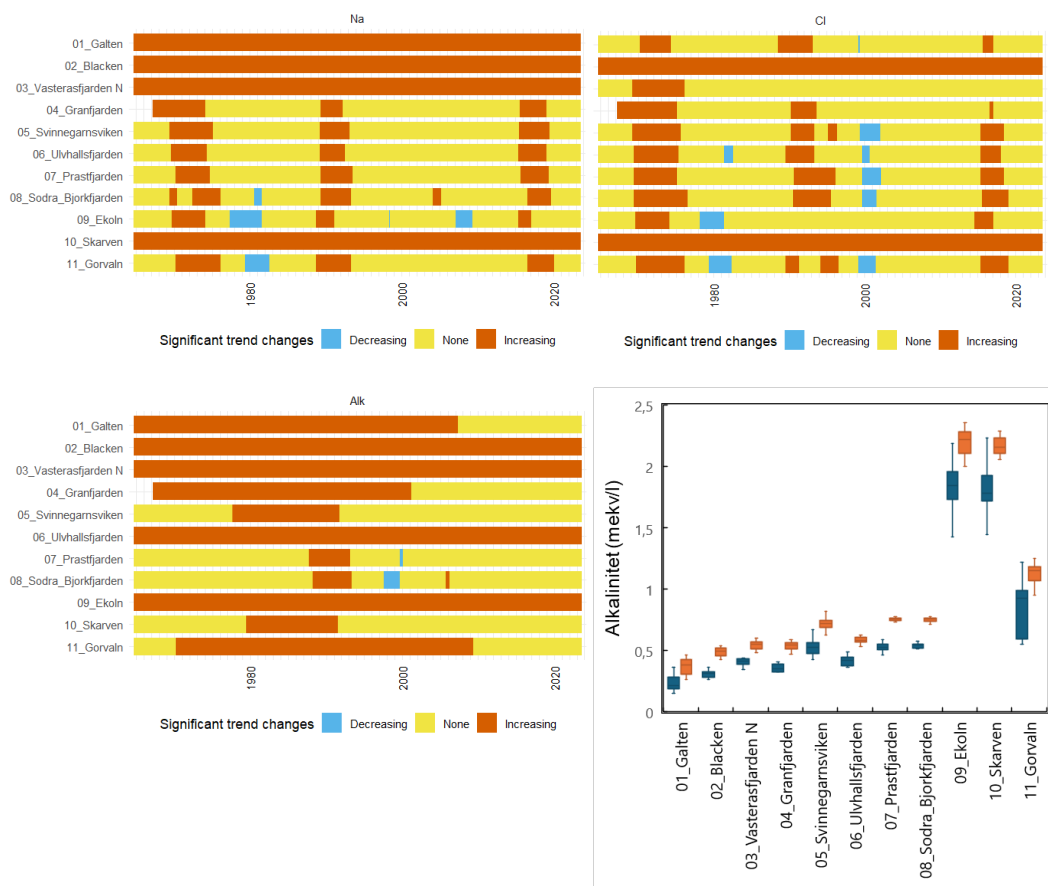 Na
01_Galten
02_Blacken
03_Vasterasfjarden N
04_Granfjarden
05_Svinnegarnsviken
06_Ulvhallsfjarden
07_Prastfjarden
08_Sodra_Bjorkfjarden
09_Ekoln
10_Skarven
11_Gorvaln
1980
2000
2020
Significant trend changes Decreasing None Increasing
Cl
1980
2000
2020
Significant trend changes Decreasing None Increasing
Alk
01_Galten
02_Blacken
03_Vasterasfjarden N
04_Granfjarden
05_Svinnegarnsviken
06_Ulvhallsfjarden
07_Prastfjarden
08_Sodra_Bjorkfjarden
09_Ekoln
10_Skarven
11_Gorvaln
1980
2000
2020
Significant trend changes Decreasing None Increasing
Alkalinitet (mekv/l)
2,5
2
1,5
1
0,5
0
01_Galten
02_Blacken
03_Vasterasfjarden N
04_Granfjarden
05_Svinnegarnsviken
06_Ulvhallsfjarden
07_Prastfjarden
08_Sodra_Bjorkfjarden
09_Ekoln
10_Skarven
11_Gorvaln